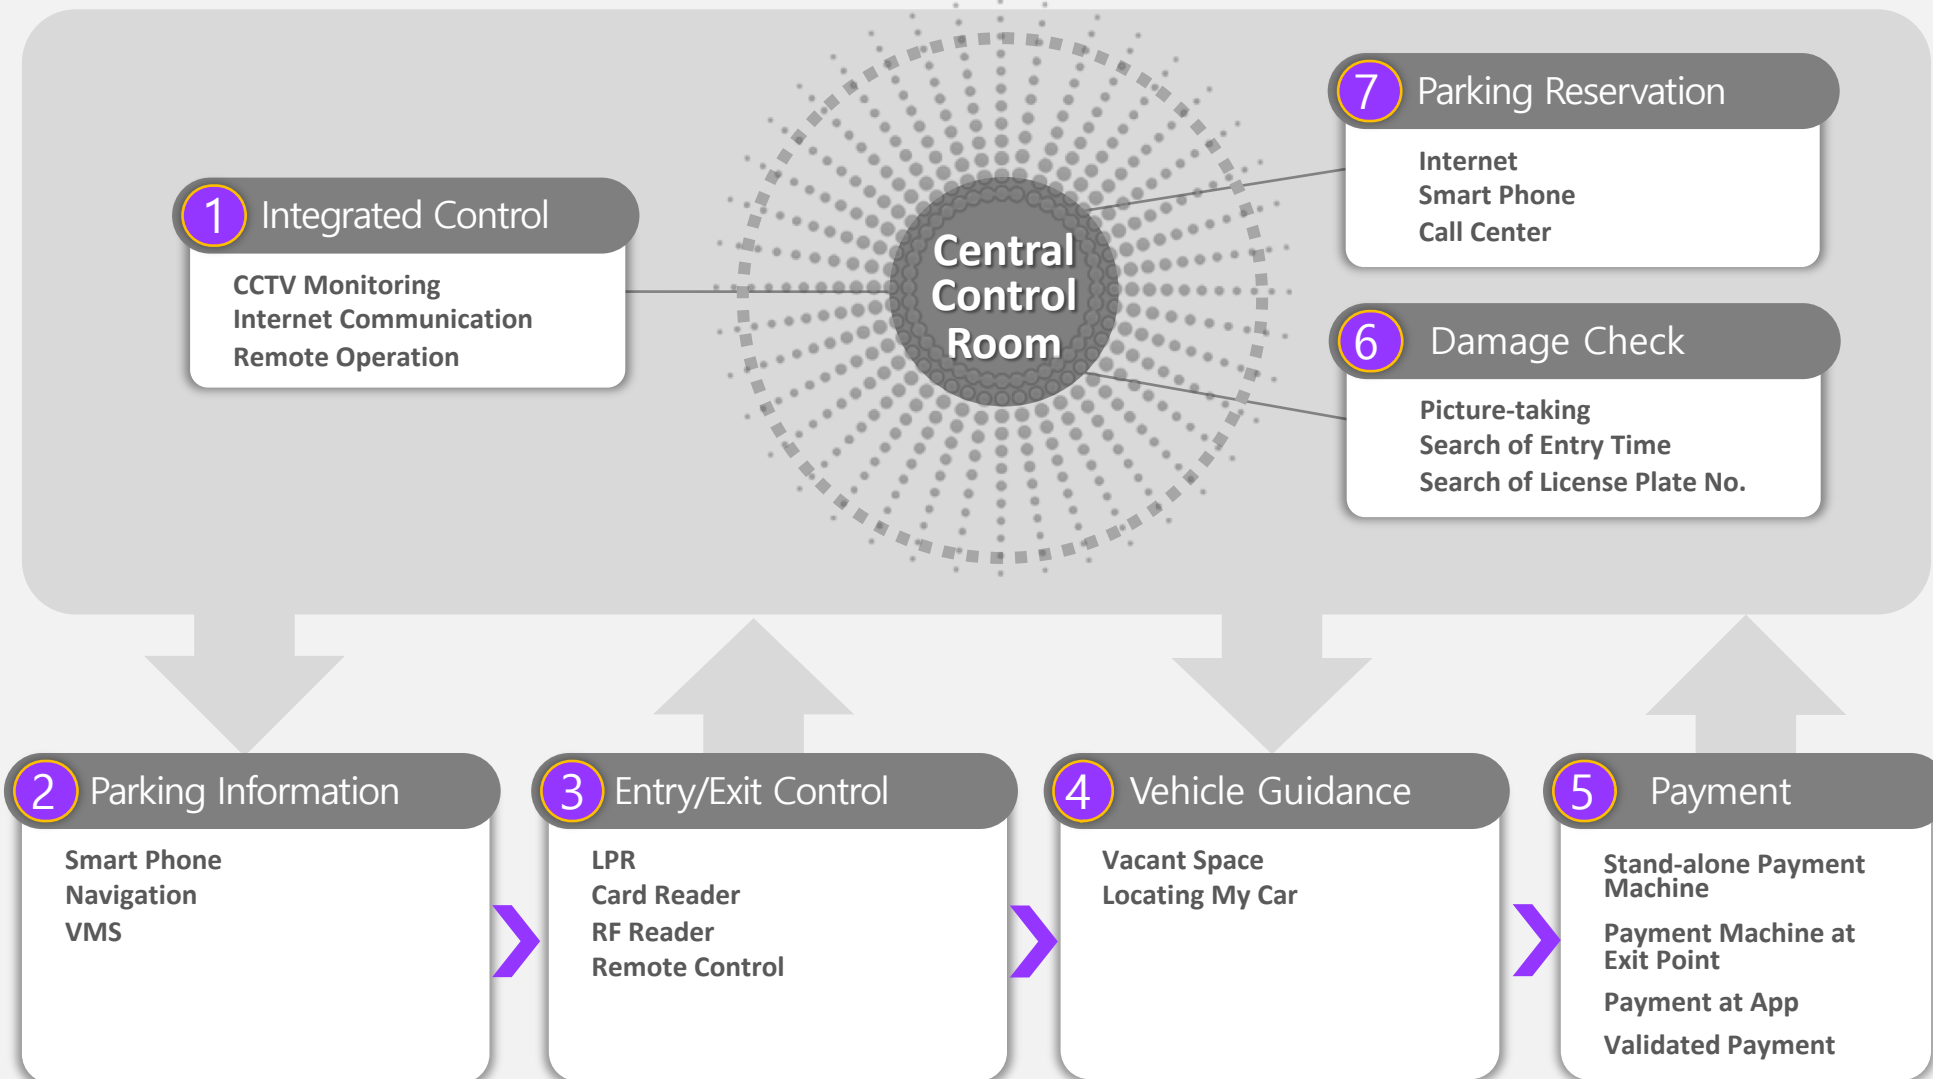 1 Integrated Control
CCTV Monitoring
Internet Communication
Remote Operation
Central
Control
Room
7 Parking Reservation
Internet
Smart Phone
Call Center
6 Damage Check
Picture-taking
Search of Entry Time
Search of License Plate No.
2 Parking Information
Smart Phone
Navigation
VMS
3 Entry/Exit Control
LPR
Card Reader
RF Reader
Remote Control
4 Vehicle Guidance
Vacant Space
Locating My Car
5 Payment
Stand-alone Payment
Machine
Payment Machine at
Exit Point
Payment at App
Validated Payment